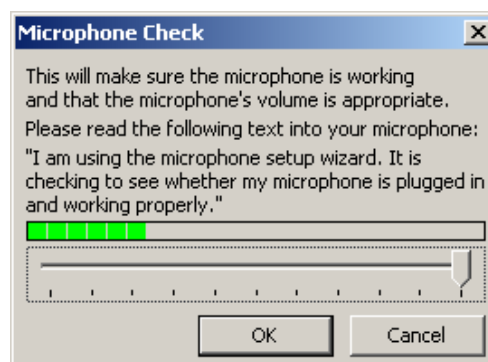 Microphone Check
This will make sure the microphone is working
and that the microphone's volume is appropriate.
Please read the following text into your microphone:
"I am using the microphone setup wizard. It is
checking to see whether my microphone is plugged in
and working properly."
OK Cancel